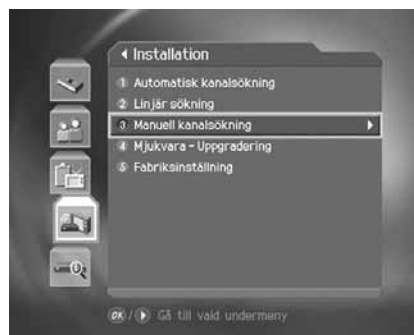 Installation
1 Automatisk kanalsökning
2 Linjär sökning
3 Manuell kanalsökning
4 Mjukvara - Uppgradering
5 Fabriksinställning
OK / Gå till vald undermeny